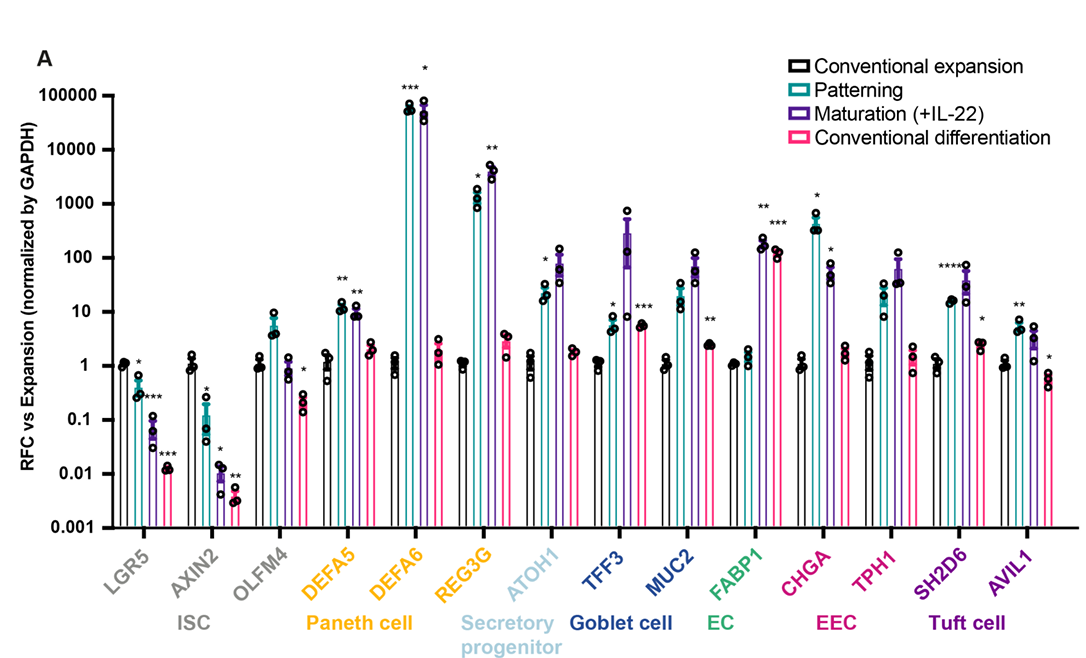 A
Conventional expansion
Patterning
Maturation (+IL-22)
Conventional differentiation
RFC vs Expansion (normalized by GAPDH)
100000
10000
1000
100
10
1
0.1
0.01
0.001
* *** ***
* * **
*
** **
*** *
* **
*
* ***
**
** ***
* *
**** *
** *
LGR5 AXIN2 OLFM4 DEFA5 DEFA6 REG3G ATOH1 TFF3 MUC2 FABP1 CHGA TPH1 SH2D6 AVIL1
ISC Paneth cell Secretory Goblet cell EC EEC Tuft cell
progenitor